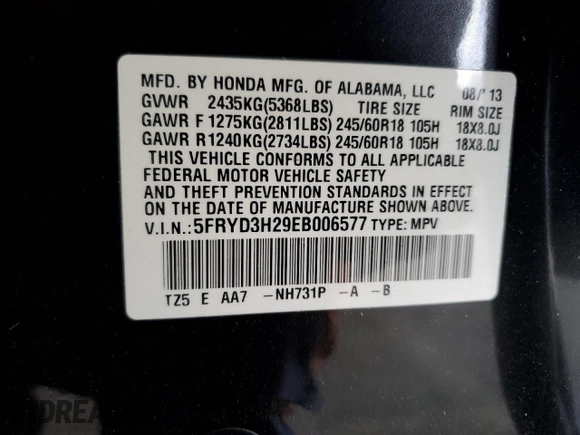 MFD. BY HONDA MFG. OF ALABAMA, LLC 08/'13
GVWR 2435KG(5368LBS) TIRE SIZE RIM SIZE
GAWR F 1275KG(2811LBS) 245/60R18 105H 18X8.0J
GAWR R1240KG(2734LBS) 245/60R18 105H 18X8.0J
THIS VEHICLE CONFORMS TO ALL APPLICABLE
FEDERAL MOTOR VEHICLE SAFETY
AND THEFT PREVENTION STANDARDS IN EFFECT
ON DATE OF MANUFACTURE SHOWN ABOVE.
V.I.N.:5FRYD3H29EB006577 TYPE: MPV
TZ5 E AA7 -NH731P -A -B